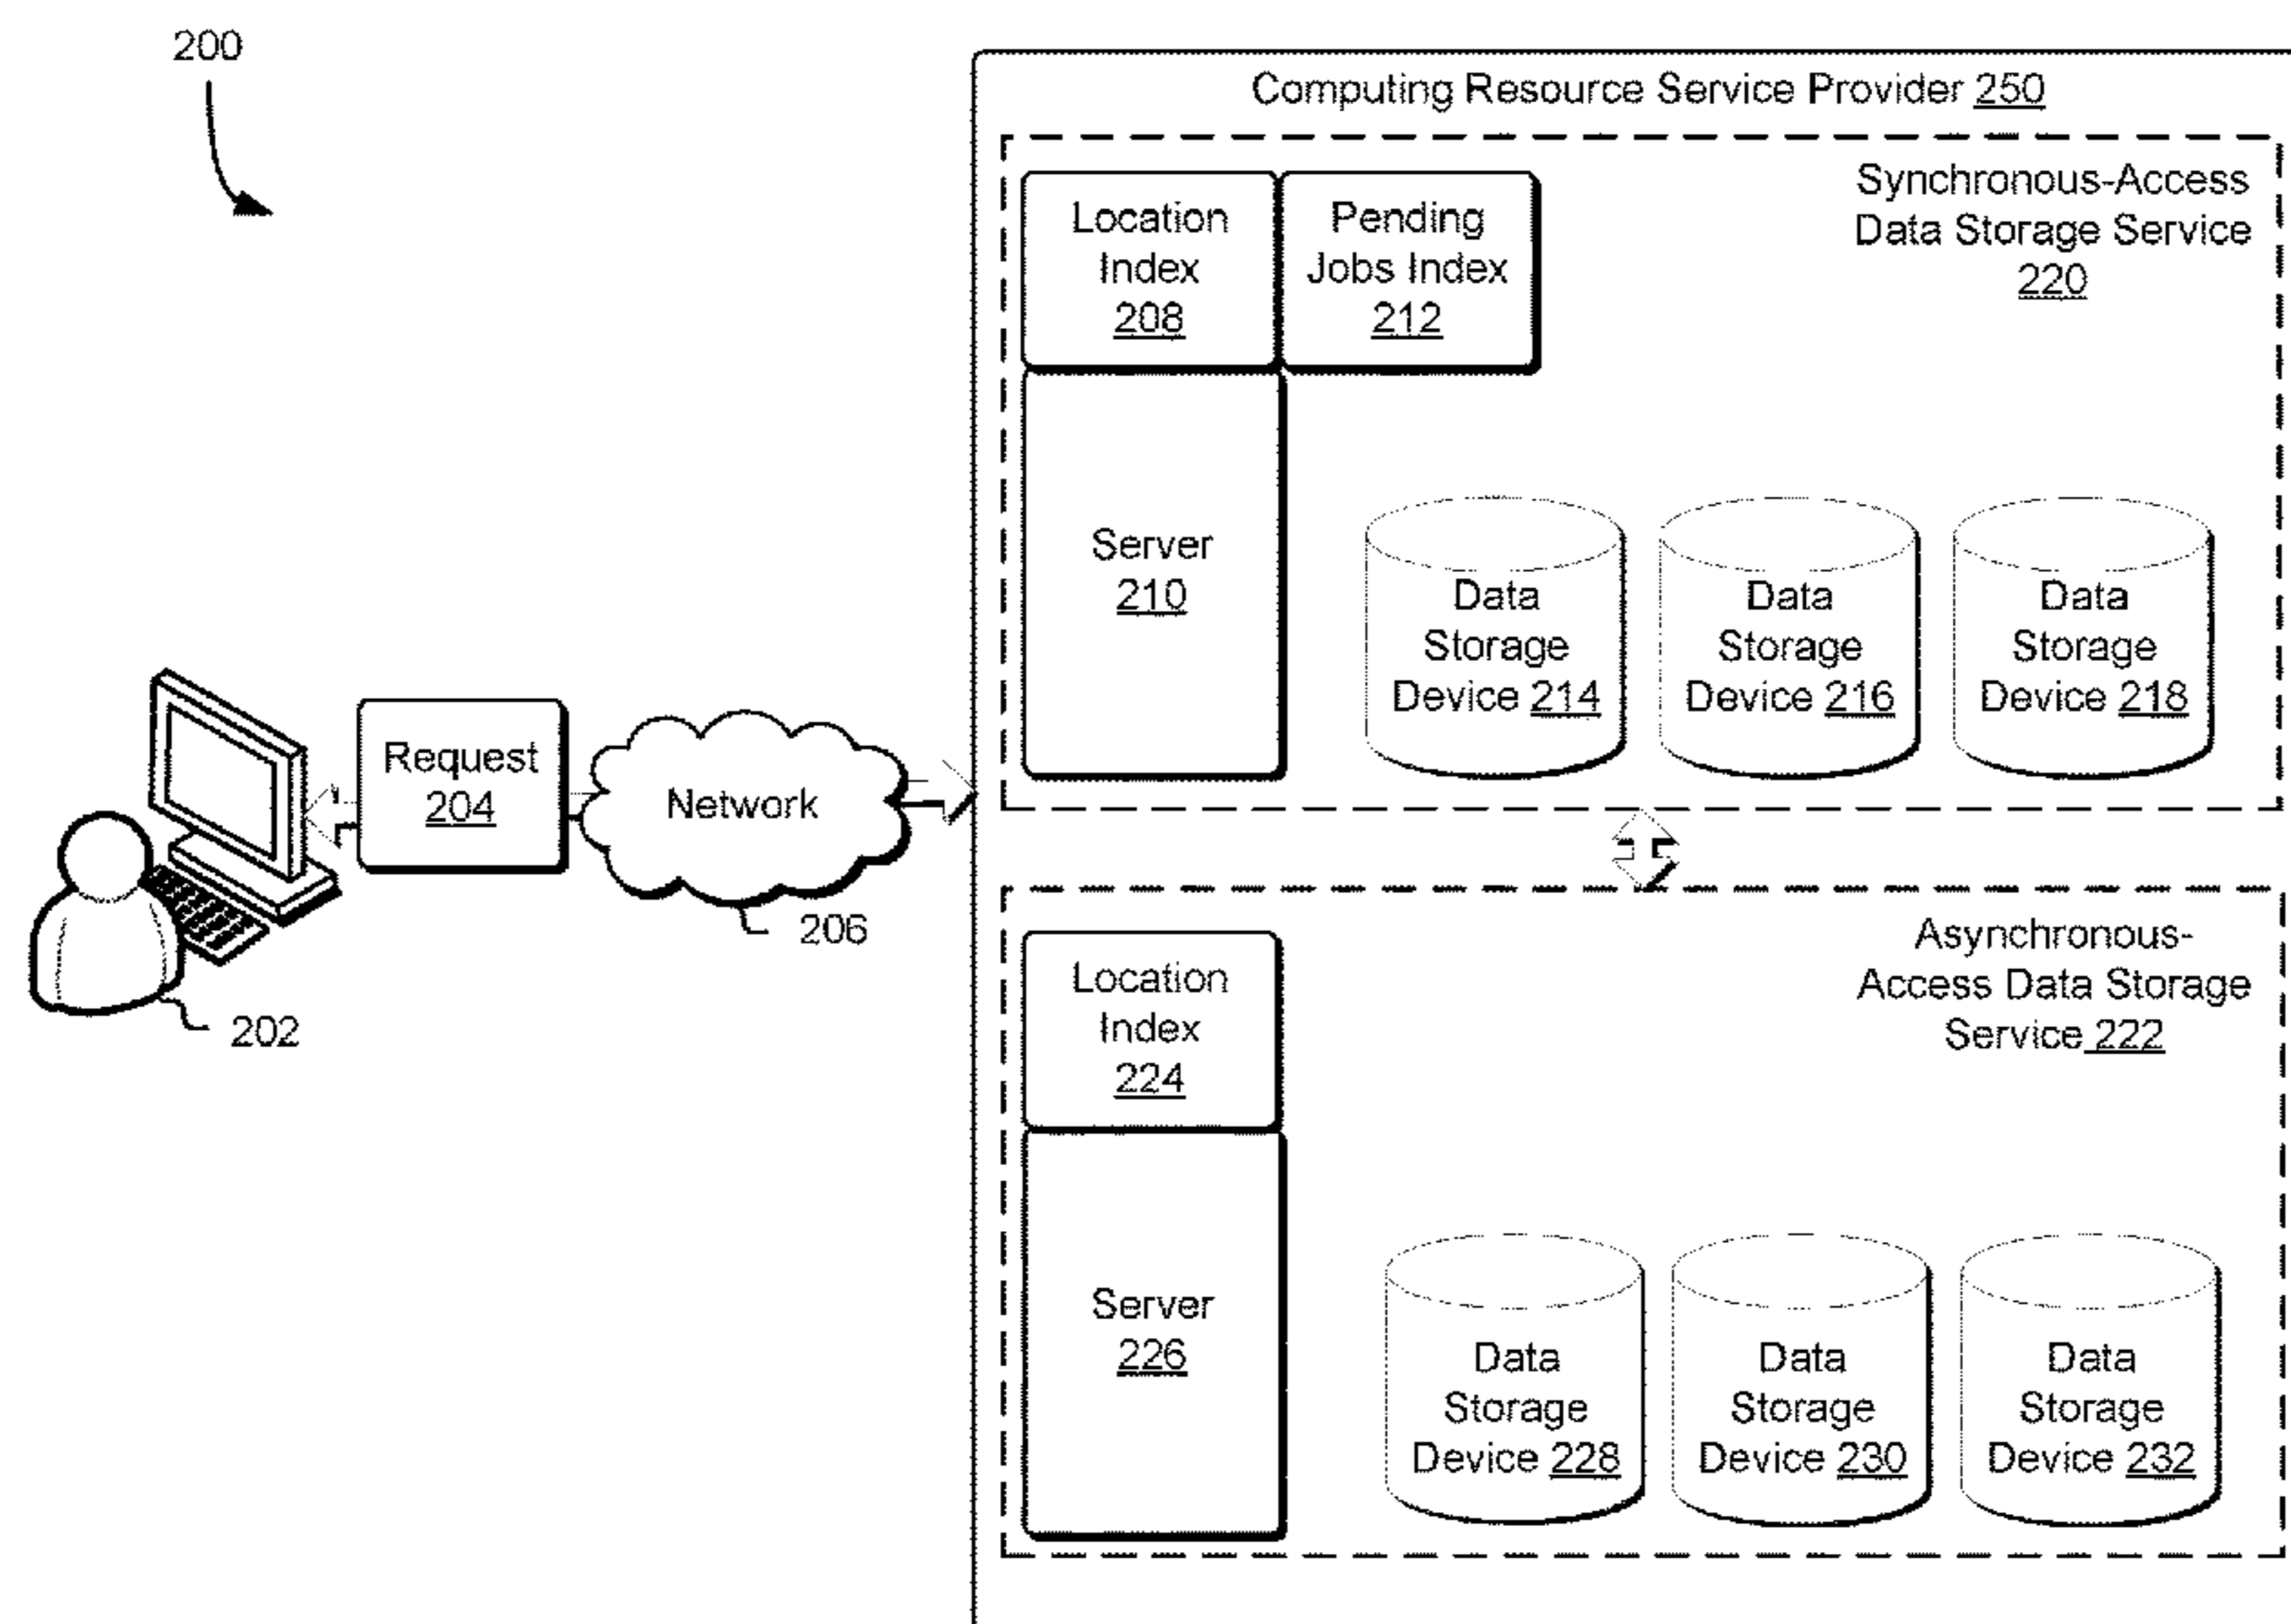 200
Computing Resource Service Provider 250
Synchronous-Access
Data Storage Service
220
Location
Index
208
Pending
Jobs Index
212
Server
210
Data
Storage
Device 214
Data
Storage
Device 216
Data
Storage
Device 218
Request
204
Network
206
202
Asynchronous-
Access Data Storage
Service 222
Location
Index
224
Server
226
Data
Storage
Device 228
Data
Storage
Device 230
Data
Storage
Device 232